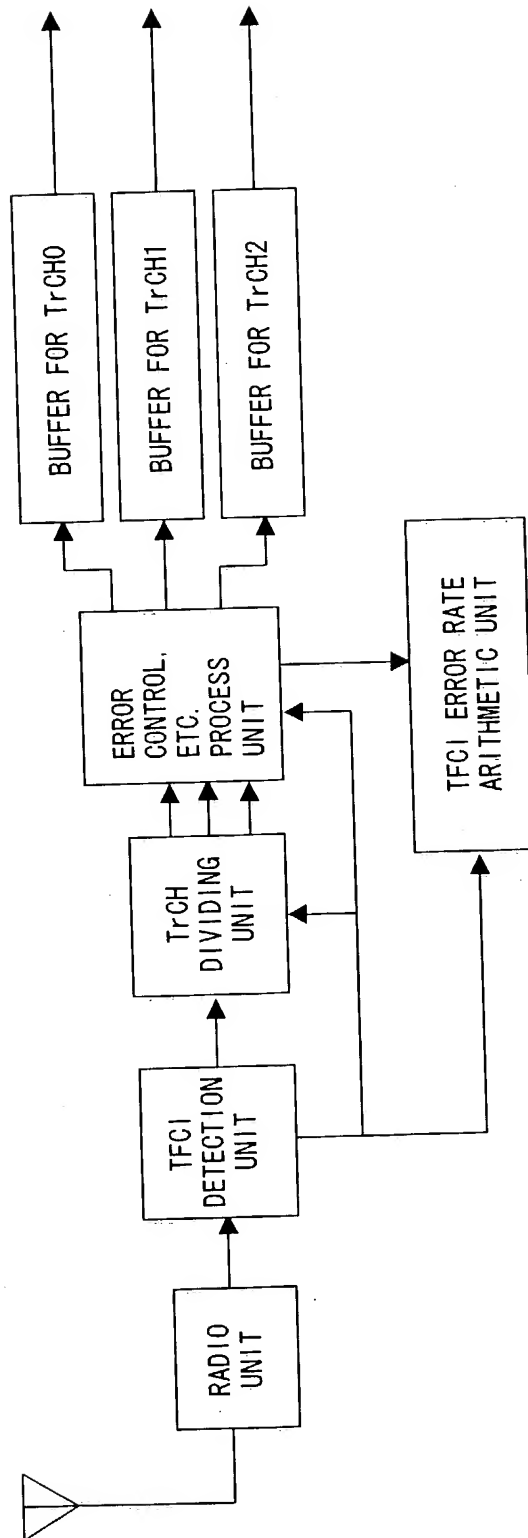 RADIO
UNIT
TFCI
DETECTION
UNIT
TrCH
DIVIDING
UNIT
ERROR
CONTROL,
ETC.
PROCESS
UNIT
BUFFER FOR TrCH0
BUFFER FOR TrCH1
BUFFER FOR TrCH2
TFCI ERROR RATE
ARITHMETIC UNIT